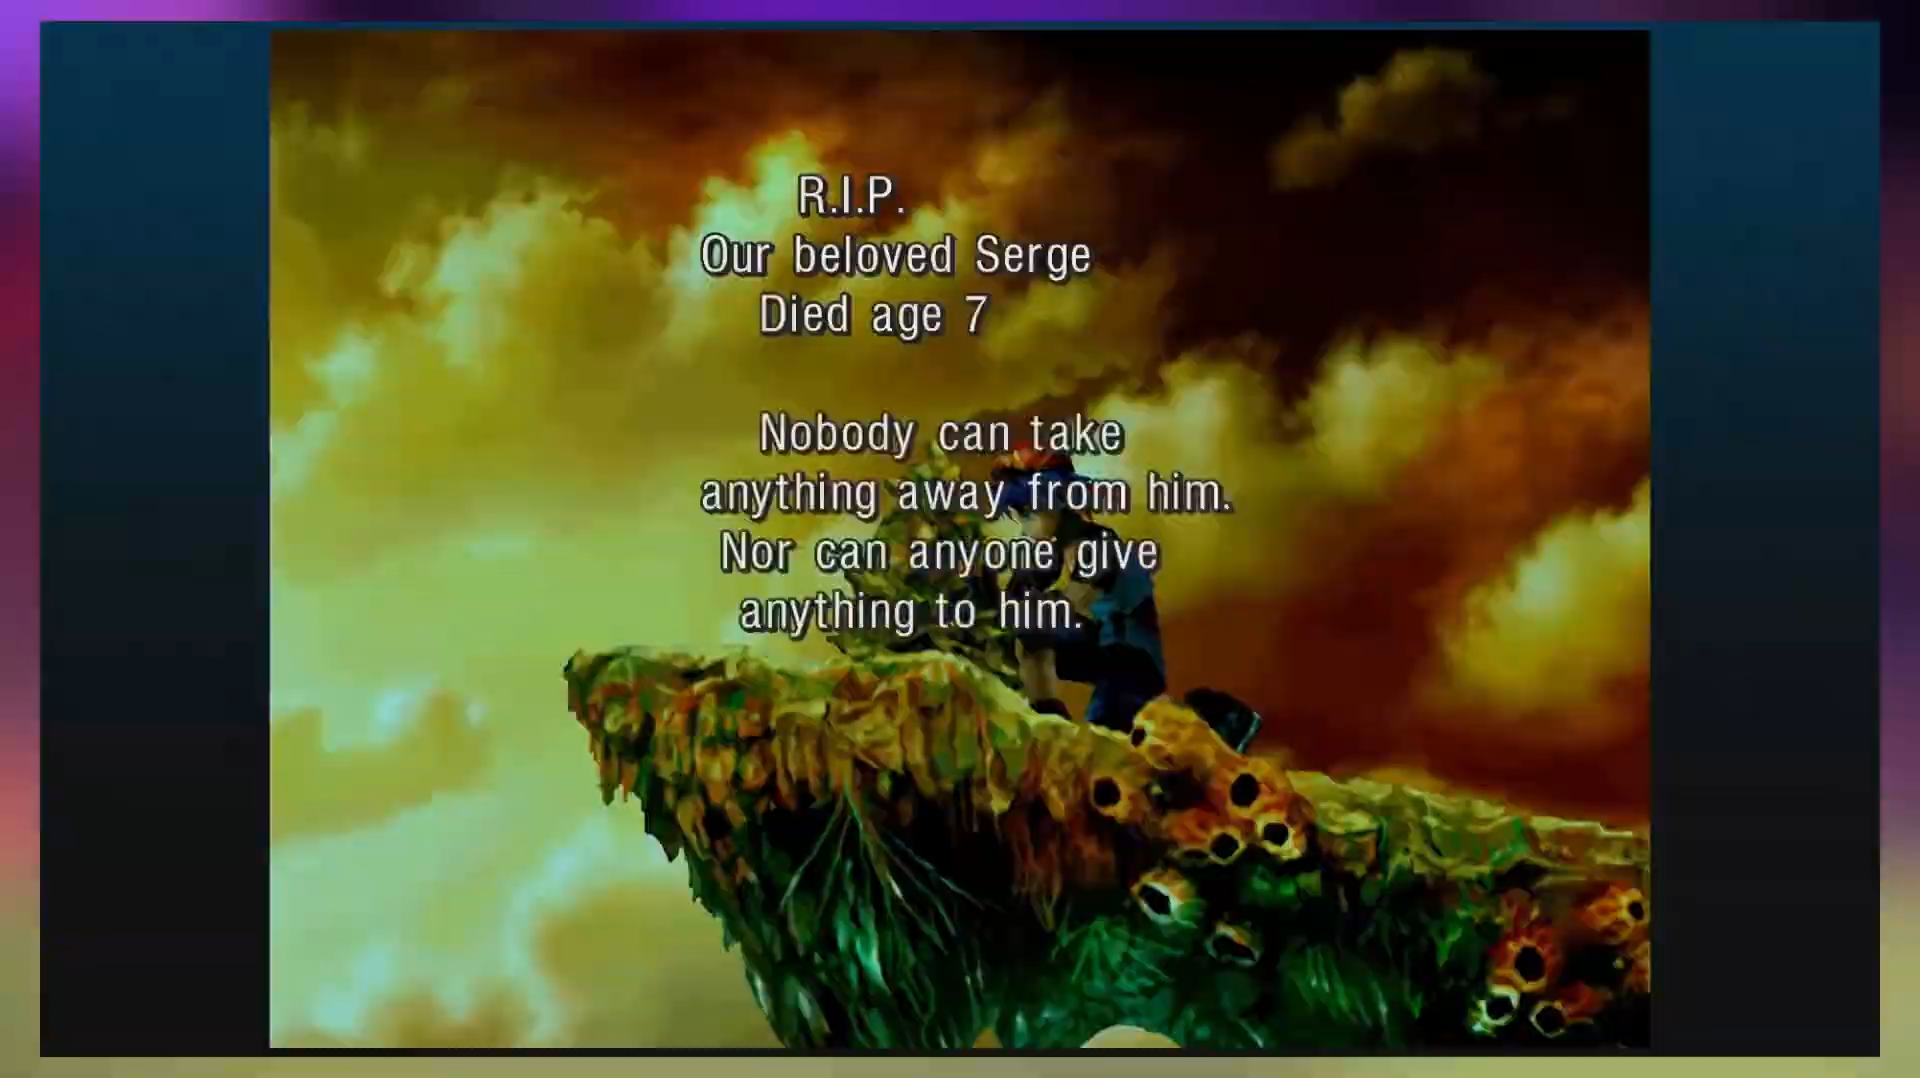 R.I.P.
Our beloved Serge
Died age 7
Nobody can take
anything away from him.
Nor can anyone give
anything to him.